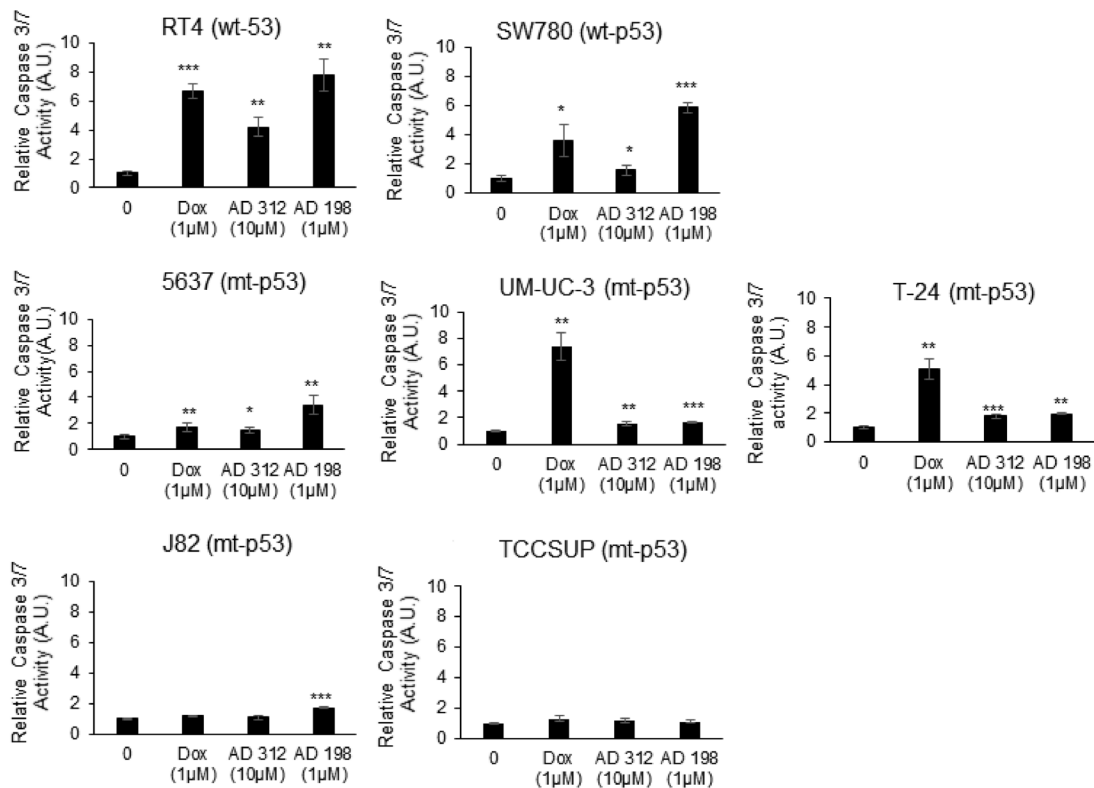 RT4 (wt-53)
Relative Caspase 3/7
Activity (A.U.)
10
8
6
4
2
0
***
**
**
0
Dox
(1µM)
AD 312
(10µM)
AD 198
(1µM)
SW780 (wt-p53)
Relative Caspase 3/7
Activity (A.U.)
10
8
6
4
2
0
*
*
***
0
Dox
(1µM)
AD 312
(10µM)
AD 198
(1µM)
5637 (mt-p53)
Relative Caspase 3/7
Activity(A.U.)
10
8
6
4
2
0
**
*
**
0
Dox
(1µM)
AD 312
(10µM)
AD 198
(1µM)
UM-UC-3 (mt-p53)
Relative Caspase 3/7
Activity (A.U.)
10
8
6
4
2
0
**
**
***
0
Dox
(1µM)
AD 312
(10µM)
AD 198
(1µM)
T-24 (mt-p53)
Relative Caspase 3/7
activity (A.U.)
10
8
6
4
2
0
**
***
**
0
Dox
(1µM)
AD 312
(10µM)
AD 198
(1µM)
J82 (mt-p53)
Relative Caspase 3/7
Activity (A.U.)
10
8
6
4
2
0
***
0
Dox
(1µM)
AD 312
(10µM)
AD 198
(1µM)
TCCSUP (mt-p53)
Relative Caspase 3/7
Activity (A.U.)
10
8
6
4
2
0
0
Dox
(1µM)
AD 312
(10µM)
AD 198
(1µM)